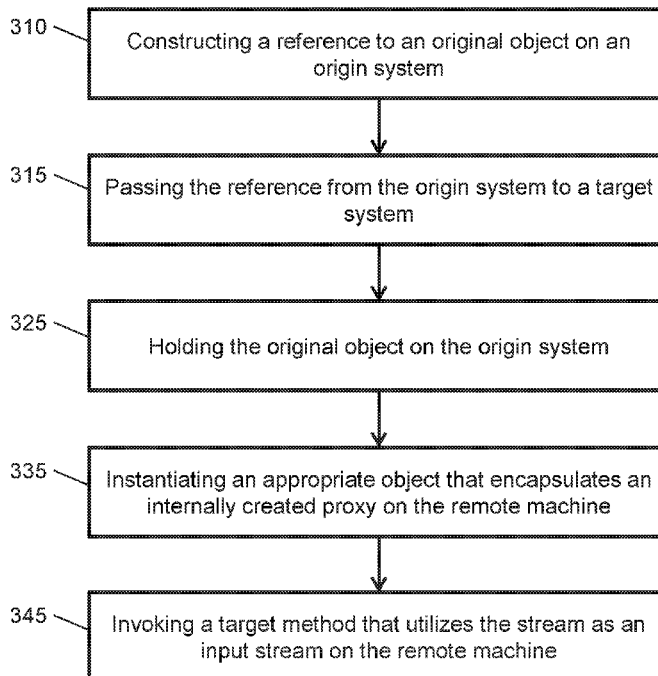 310
Constructing a reference to an original object on an
origin system
315
Passing the reference from the origin system to a target
system
325
Holding the original object on the origin system
335
Instantiating an appropriate object that encapsulates an
internally created proxy on the remote machine
345
Invoking a target method that utilizes the stream as an
input stream on the remote machine